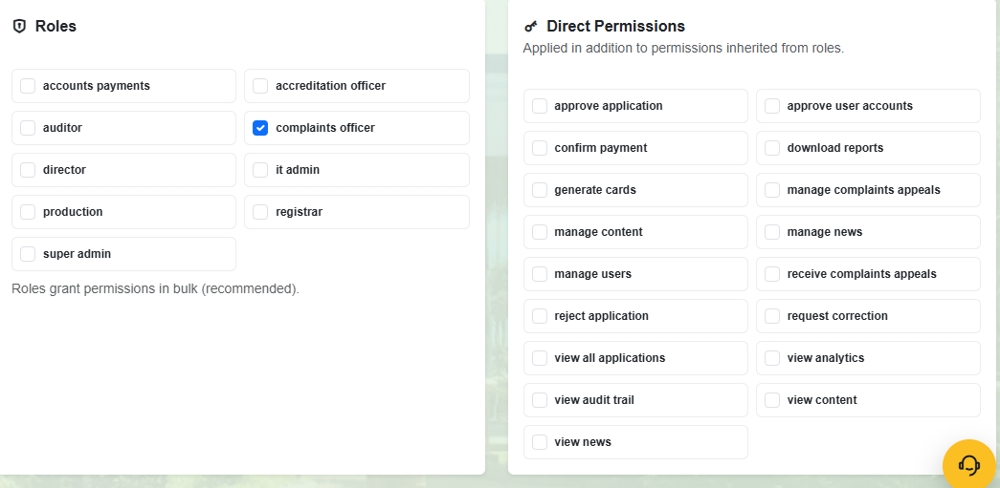 Roles
accounts payments
accreditation officer
auditor
complaints officer
director
it admin
production
registrar
super admin
Roles grant permissions in bulk (recommended).
Direct Permissions
Applied in addition to permissions inherited from roles.
approve application
approve user accounts
confirm payment
download reports
generate cards
manage complaints appeals
manage content
manage news
manage users
receive complaints appeals
reject application
request correction
view all applications
view analytics
view audit trail
view content
view news